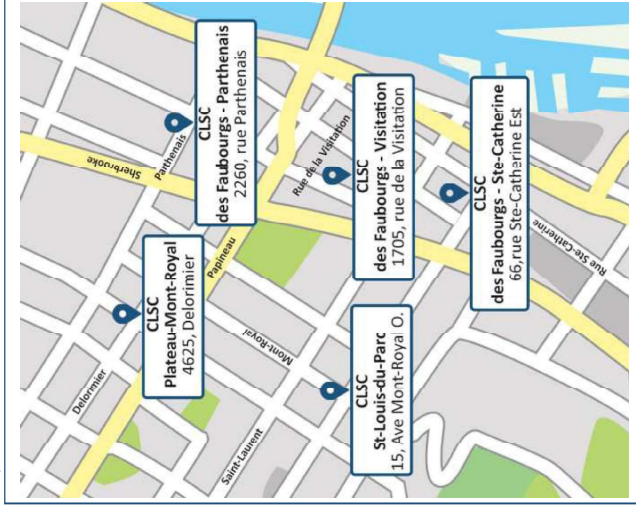 CLSC
Plateau-Mont-Royal
4625, Delorimier
CLSC
des Faubourgs - Parthenais
2260, rue Parthenais
St-Louis-du-Parc
CLSC
15, Ave Mont-Royal O.
CLSC
des Faubourgs - Visitation
1705, rue de la Visitation
CLSC
des Faubourgs - Ste-Catherine
66,rue Ste-Catherine Est
Delorimier
Papineau
Sherbrooke
Parthenais
Rue de la Visitation
Mont-Royal
Saint-Laurent
Rue Ste-Catherine